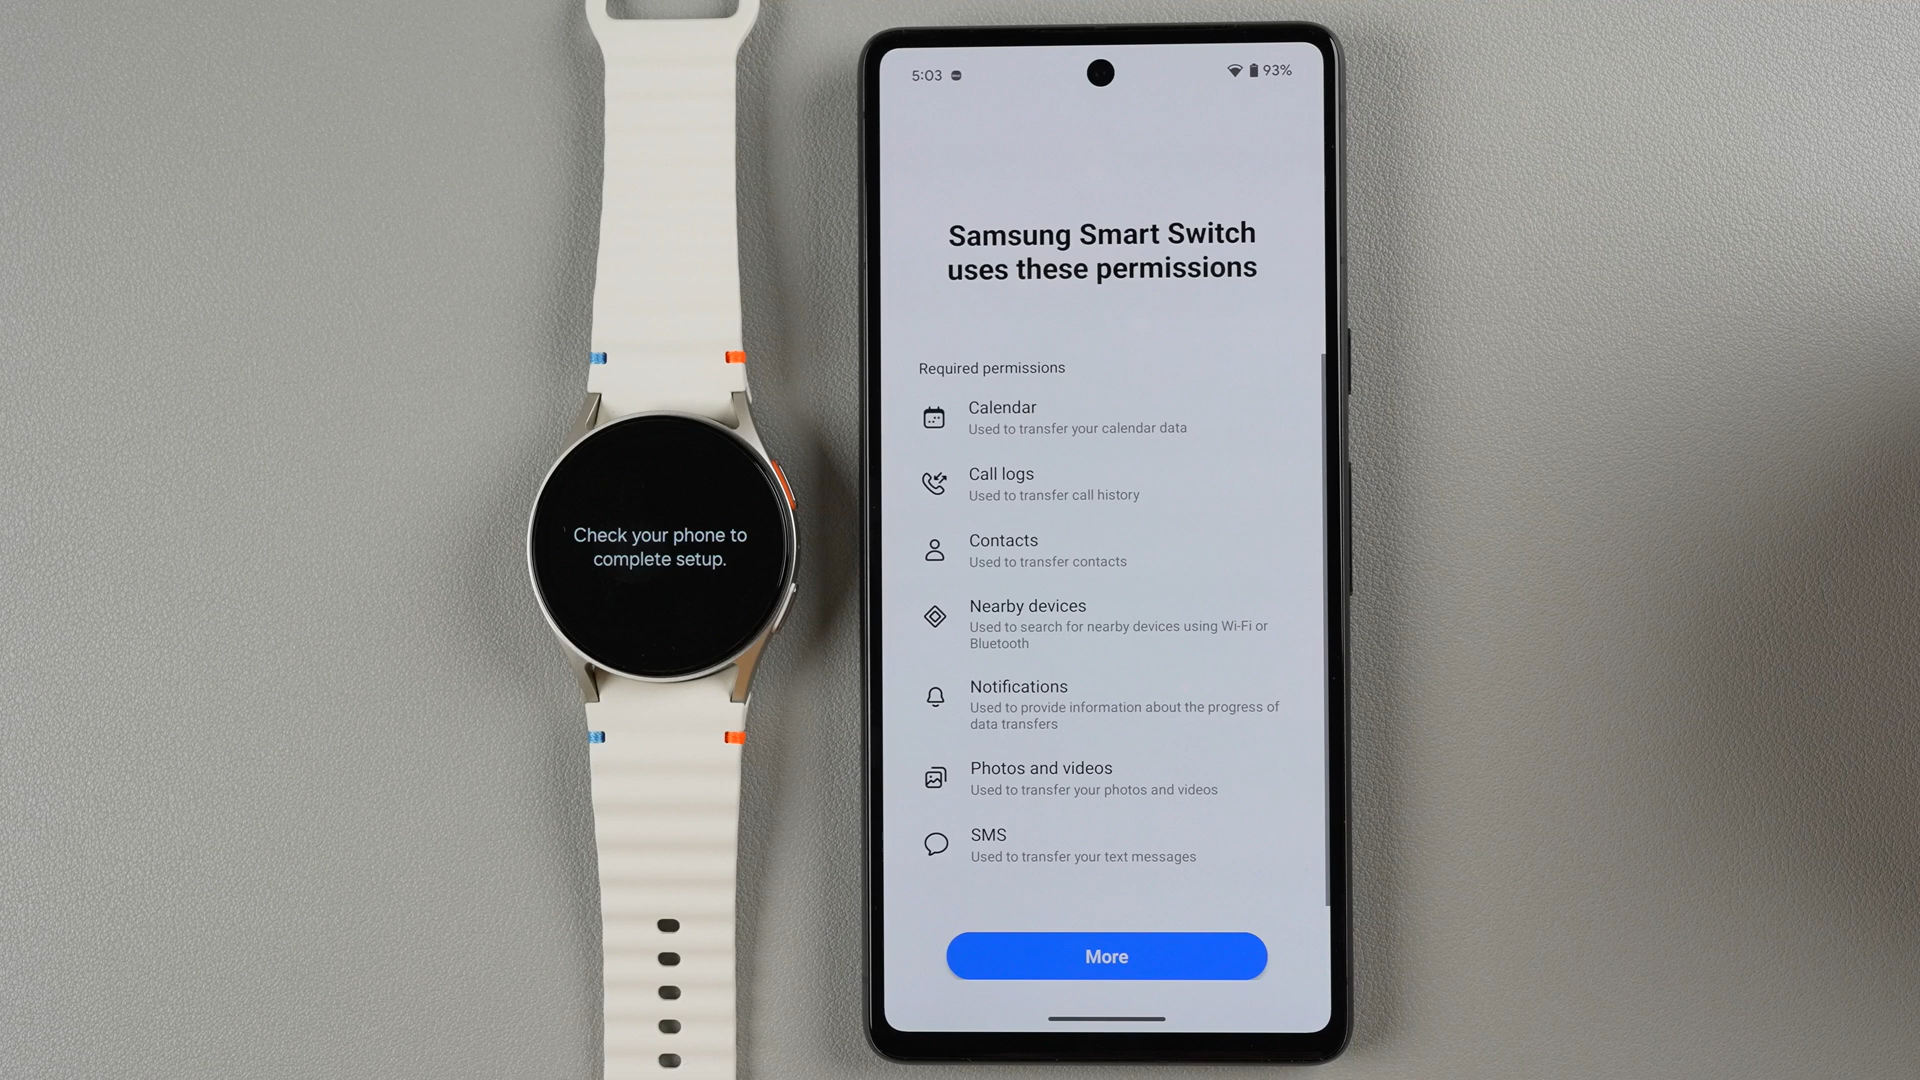 Check your phone to
complete setup.
5:03
93%
Samsung Smart Switch
uses these permissions
Required permissions
Calendar
Used to transfer your calendar data
Call logs
Used to transfer call history
Contacts
Used to transfer contacts
Nearby devices
Used to search for nearby devices using Wi-Fi or
Bluetooth
Notifications
Used to provide information about the progress of
data transfers
Photos and videos
Used to transfer your photos and videos
SMS
Used to transfer your text messages
More